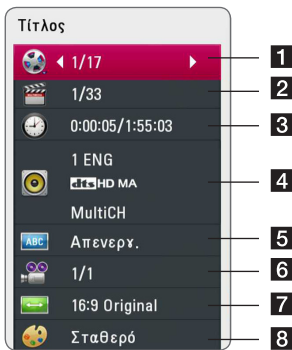 Τίτλος
1/17 1
1/33 2
0:00:05/1:55:03 3
1 ENG
dts HD MA 4
MultiCH
ABC Απενεργ. 5
1/1 6
16:9 Original 7
Σταθερό 8